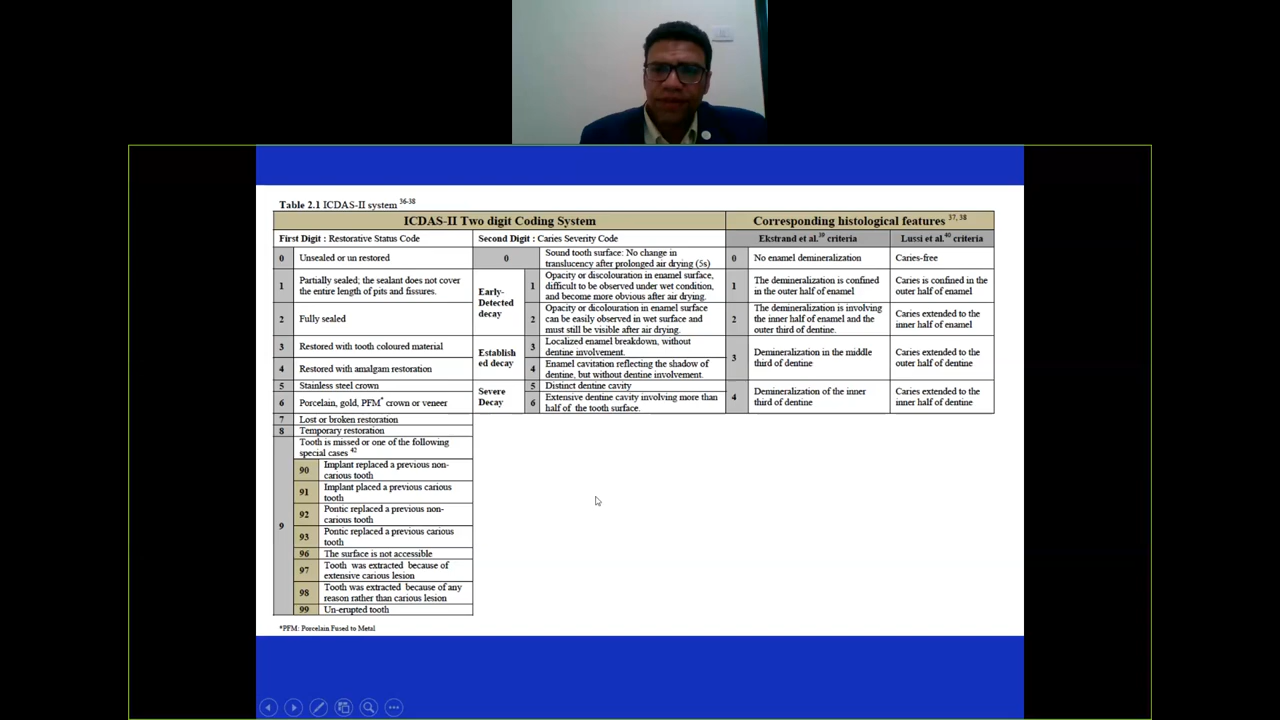 Table 2.1 ICDAS-II system 36-38
ICDAS-II Two digit Coding System
Corresponding histological features 37, 38
First Digit : Restorative Status Code
Second Digit : Caries Severity Code
Ekstrand et al.39 criteria
Lussi et al.40 criteria
0
Unsealed or un restored
0
Sound tooth surface: No change in
translucency after prolonged air drying (5s)
0
No enamel demineralization
Caries-free
1
Partially sealed; the sealant does not cover
the entire length of pits and fissures.
Early-
Detected
decay
1
Opacity or discolouration in enamel surface,
difficult to be observed under wet condition,
and become more obvious after air drying.
1
The demineralization is confined
in the outer half of enamel
Caries is confined in the
outer half of enamel
2
Fully sealed
2
Opacity or dicolouration in enamel surface
can be easily observed in wet surface and
must still be visible after air drying.
2
The demineralization is involving
the inner half of enamel and the
outer third of dentine.
Caries extended to the
inner half of enamel
3
Restored with tooth coloured material
Establish
ed decay
3
Localized enamel breakdown, without
dentine involvement.
3
Demineralization in the middle
third of dentine
Caries extended to the
outer half of dentine
4
Restored with amalgam restoration
4
Enamel cavitation reflecting the shadow of
dentine, but without dentine involvement.
5
Stainless steel crown
Severe
Decay
5
Distinct dentine cavity
4
Demineralization of the inner
third of dentine
Caries extended to the
inner half of dentine
6
Porcelain, gold, PFM* crown or veneer
6
Extensive dentine cavity involving more than
half of the tooth surface.
7
Lost or broken restoration
8
Temporary restoration
9
Tooth is missed or one of the following
special cases 42
90
Implant replaced a previous non-
carious tooth
91
Implant placed a previous carious
tooth
92
Pontic replaced a previous non-
carious tooth
93
Pontic replaced a previous carious
tooth
96
The surface is not accessible
97
Tooth was extracted because of
extensive carious lesion
98
Tooth was extracted because of any
reason rather than carious lesion
99
Un-erupted tooth
*PFM: Porcelain Fused to Metal